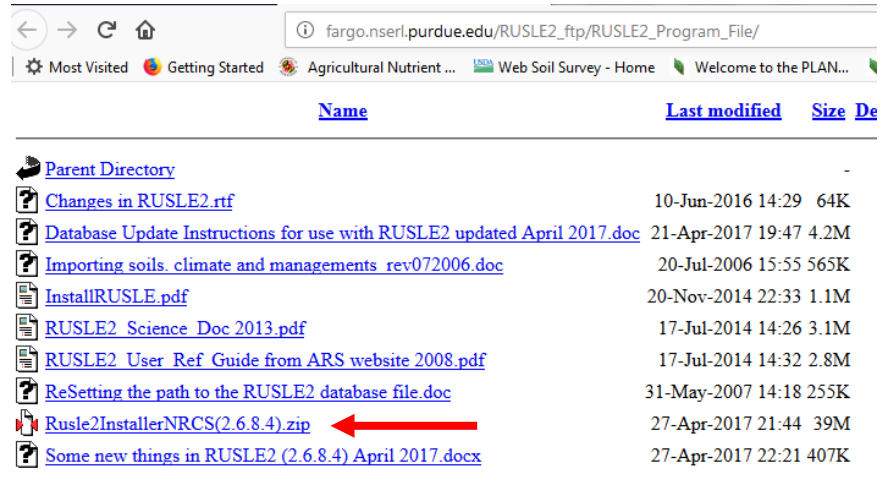 fargo.nserl.purdue.edu/RUSLE2_ftp/RUSLE2_Program_File/
Most Visited Getting Started Agricultural Nutrient ... USDA Web Soil Survey - Home Welcome to the PLAN...
Name Last modified Size De
Parent Directory -
Changes in RUSLE2.rtf 10-Jun-2016 14:29 64K
Database Update Instructions for use with RUSLE2 updated April 2017.doc 21-Apr-2017 19:47 4.2M
Importing soils. climate and managements_rev072006.doc 20-Jul-2006 15:55 565K
InstallRUSLE.pdf 20-Nov-2014 22:33 1.1M
RUSLE2_Science_Doc 2013.pdf 17-Jul-2014 14:26 3.1M
RUSLE2_User_Ref_Guide from ARS website 2008.pdf 17-Jul-2014 14:32 2.8M
ReSetting the path to the RUSLE2 database file.doc 31-May-2007 14:18 255K
Rusle2InstallerNRCS(2.6.8.4).zip 27-Apr-2017 21:44 39M
Some new things in RUSLE2 (2.6.8.4) April 2017.docx 27-Apr-2017 22:21 407K